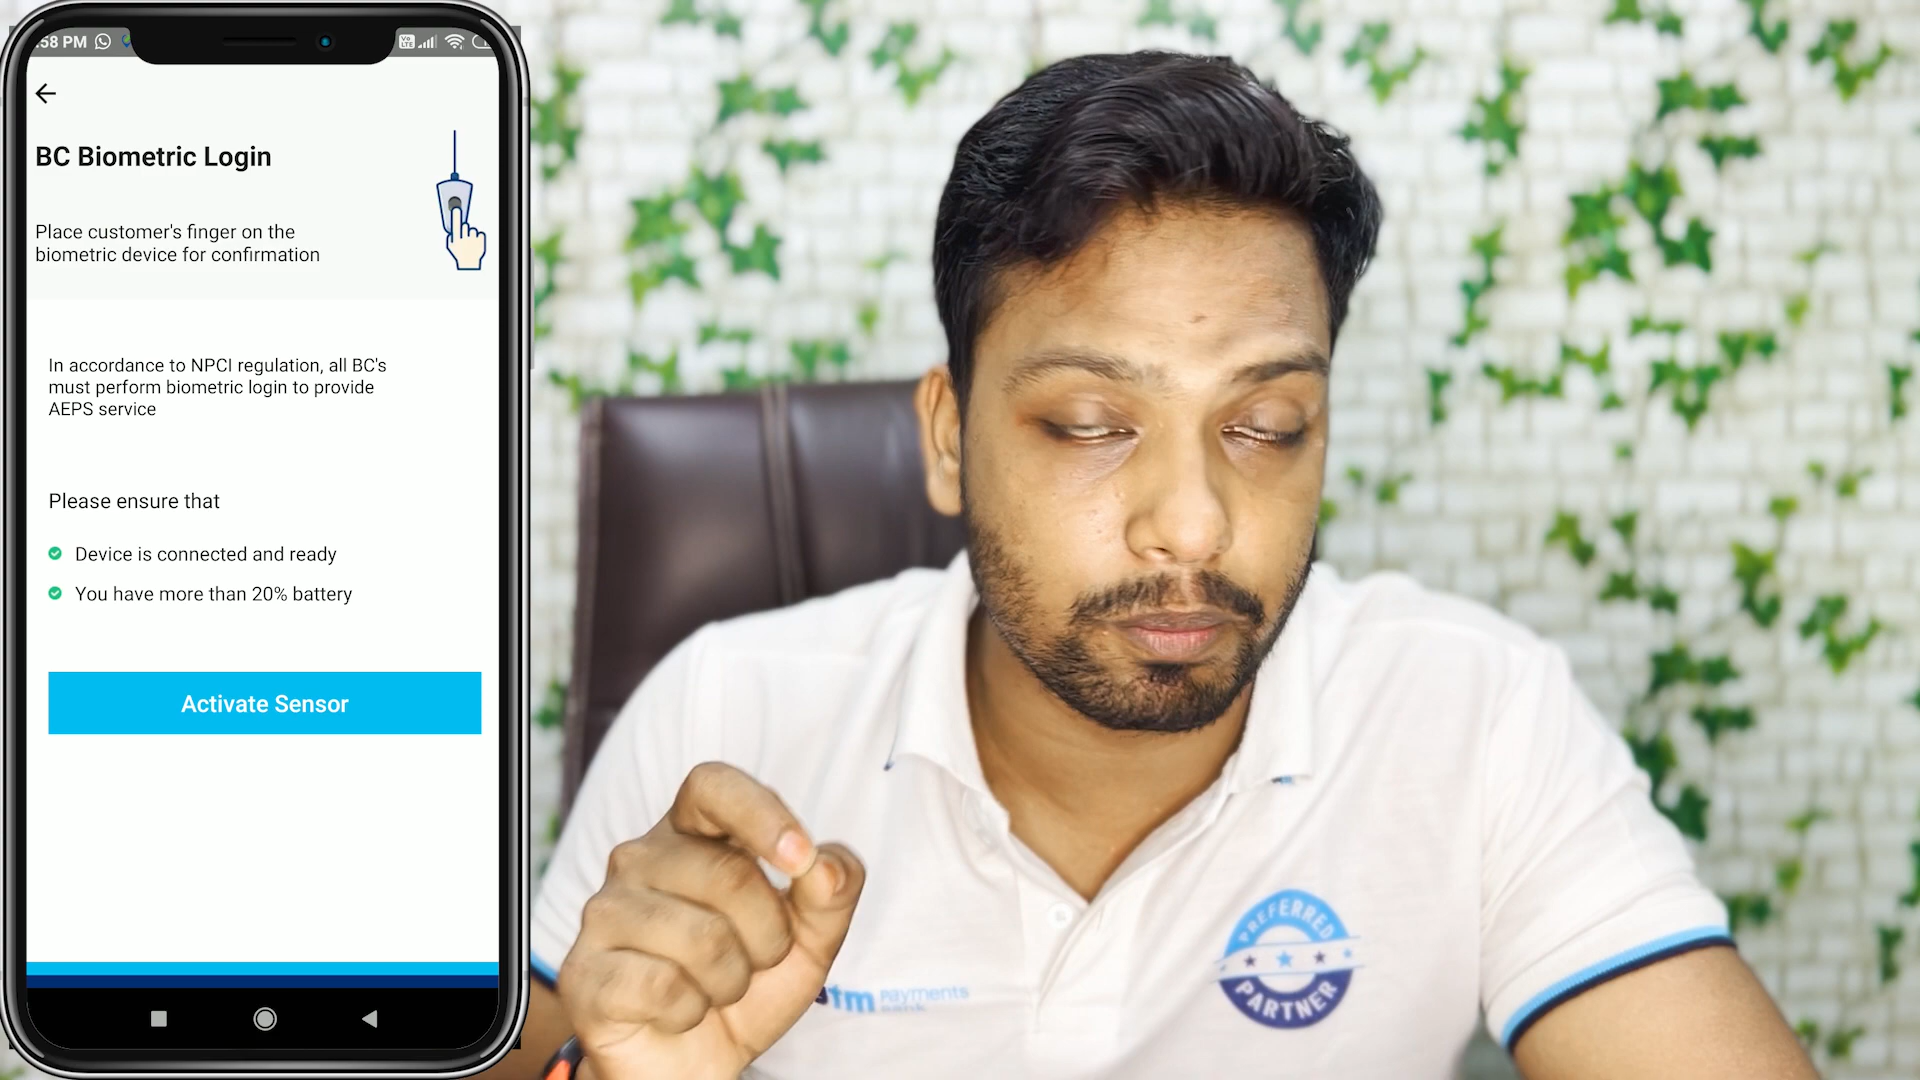 :58 PM
BC Biometric Login
Place customer's finger on the
biometric device for confirmation
In accordance to NPCI regulation, all BC's
must perform biometric login to provide
AEPS service
Please ensure that
Device is connected and ready
You have more than 20% battery
Activate Sensor
tm Payments
Bank
PREFERRED
PARTNER